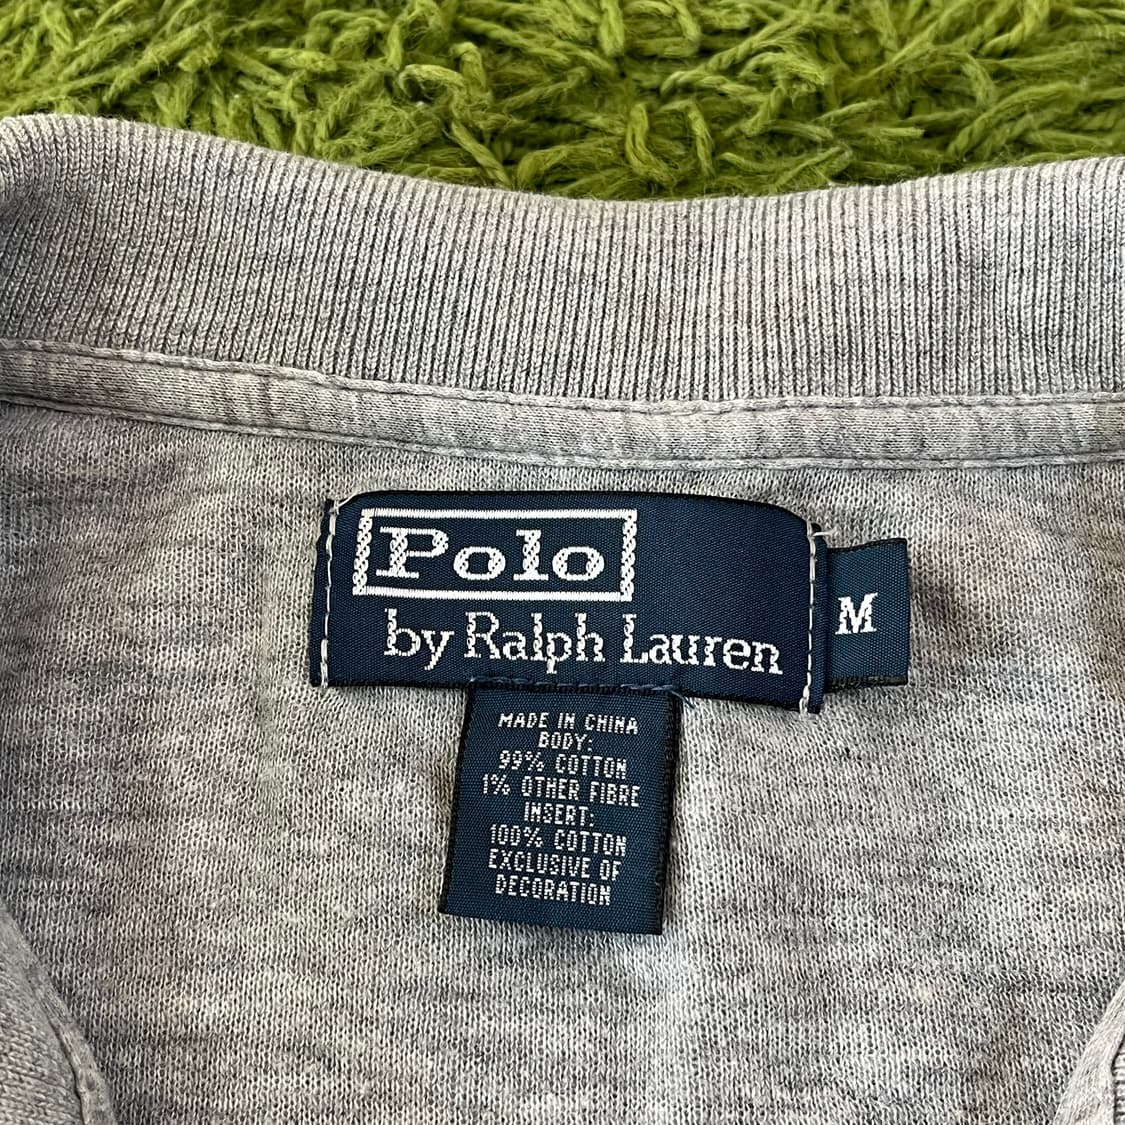 Polo
by Ralph Lauren
M
MADE IN CHINA
BODY:
99% COTTON
1% OTHER FIBRE
INSERT:
100% COTTON
EXCLUSIVE OF
DECORATION